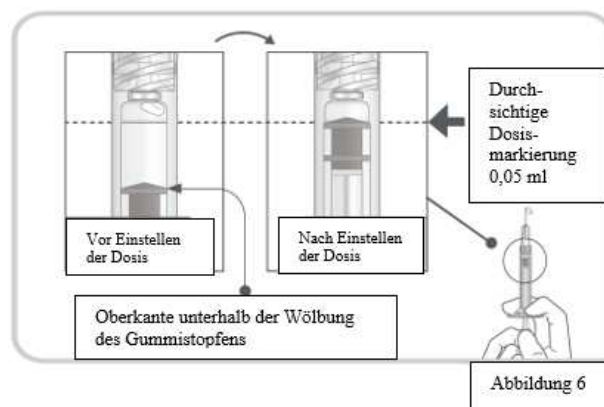 Durch-
sichtige
Dosis-
markierung
0,05 ml
Vor Einstellen
der Dosis
Nach Einstellen
der Dosis
Oberkante unterhalb der Wölbung
des Gummistopfens
Abbildung 6